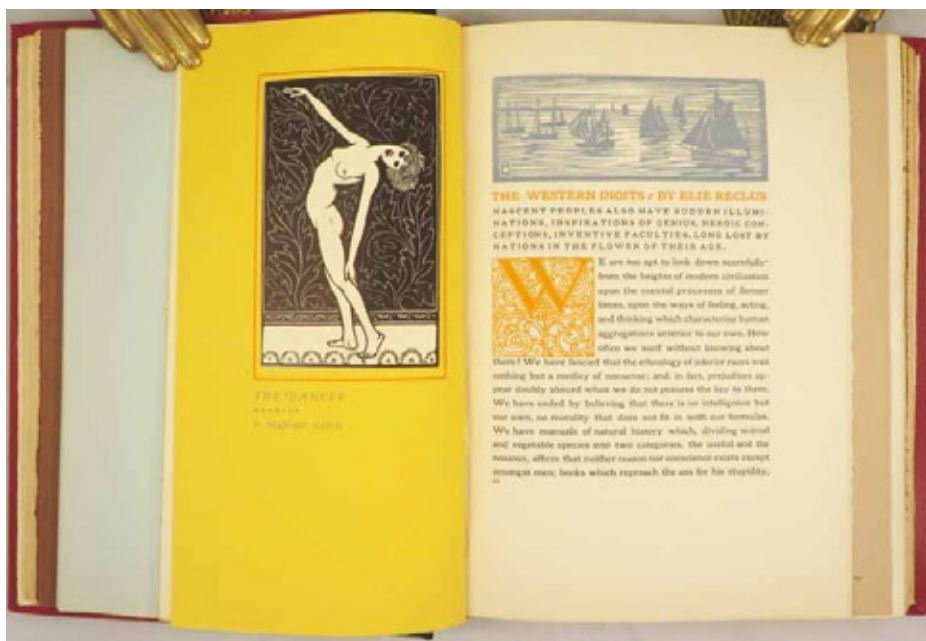 THE DANCER
WOODCUT
THE WESTERN INOITS BY ELIE RECLUS
NASCENT PEOPLES ALSO HAVE SUDDEN ILLUMI-
NATIONS, INSPIRATIONS OF GENIUS, HEROIC CON-
CEPTIONS, INVENTIVE FACULTIES, LONG LOST BY
NATIONS IN THE FLOWER OF THEIR AGE.
WE are too apt to look down scornfully
from the heights of modern civilization
upon the mental processes of former
times, upon the ways of feeling, acting,
and thinking which characterise human
aggregations anterior to our own. How
often we scoff without knowing about
them! We have fancied that the ethnology of inferior races was
nothing but a medley of nonsense; and, in fact, prejudices ap-
pear doubly absurd when we do not possess the key to them.
We have ended by believing that there is no intelligence but
our own, no morality that does not fit in with our formulas.
We have manuals of natural history which, dividing animal
and vegetable species into two categories, the useful and the
noxious, affirm that neither reason nor conscience exists except
amongst men; books which reproach the ass for his stupidity,